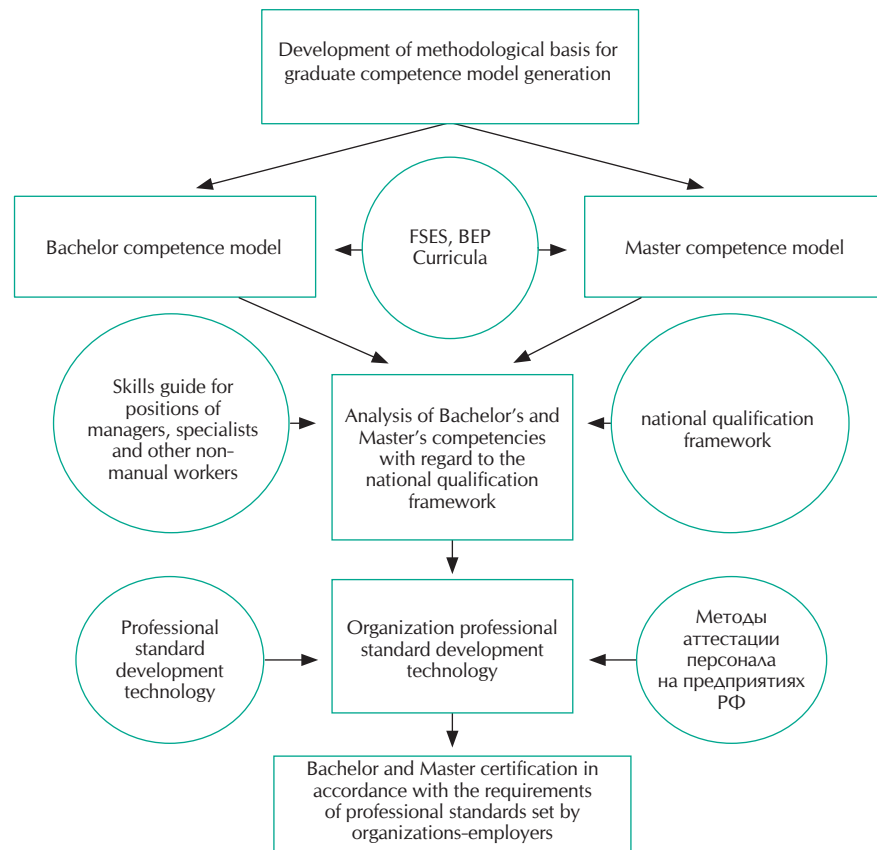 Development of methodological basis for
graduate competence model generation
Bachelor competence model
FSES, BEP
Curricula
Master competence model
Skills guide for
positions of
managers, specialists
and other non-
manual workers
Analysis of Bachelor's and
Master's competencies
with regard to the
national qualification
framework
national qualification
framework
Professional
standard
development
technology
Organization professional
standard development
technology
Методы
аттестации
персонала
на предприятиях
РФ
Bachelor and Master certification in
accordance with the requirements
of professional standards set by
organizations-employers